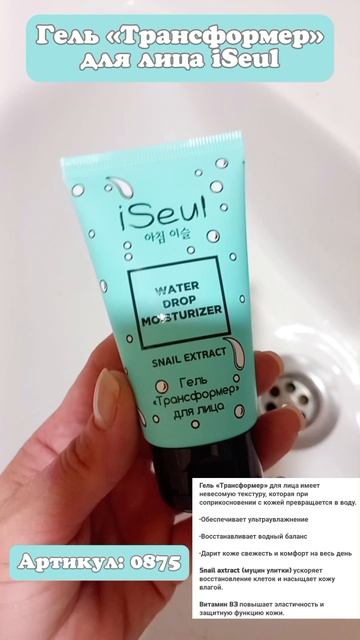 Гель «Трансформер»
для лица iSeul
iSeul
아침 이슬
WATER
DROP
MOISTURIZER
SNAIL EXTRACT
Гель
«Трансформер»
для лица
Гель «Трансформер» для лица имеет
невесомую текстуру, которая при
соприкосновении с кожей превращается в воду.
-Обеспечивает ультраувлажнение
-Восстанавливает водный баланс
-Дарит коже свежесть и комфорт на весь день
Snail axtract (муцин улитки) ускоряет
восстановление клеток и насыщает кожу
влагой.
Витамин В3 повышает эластичность и
защитную функцию кожи.
Артикул: 0875